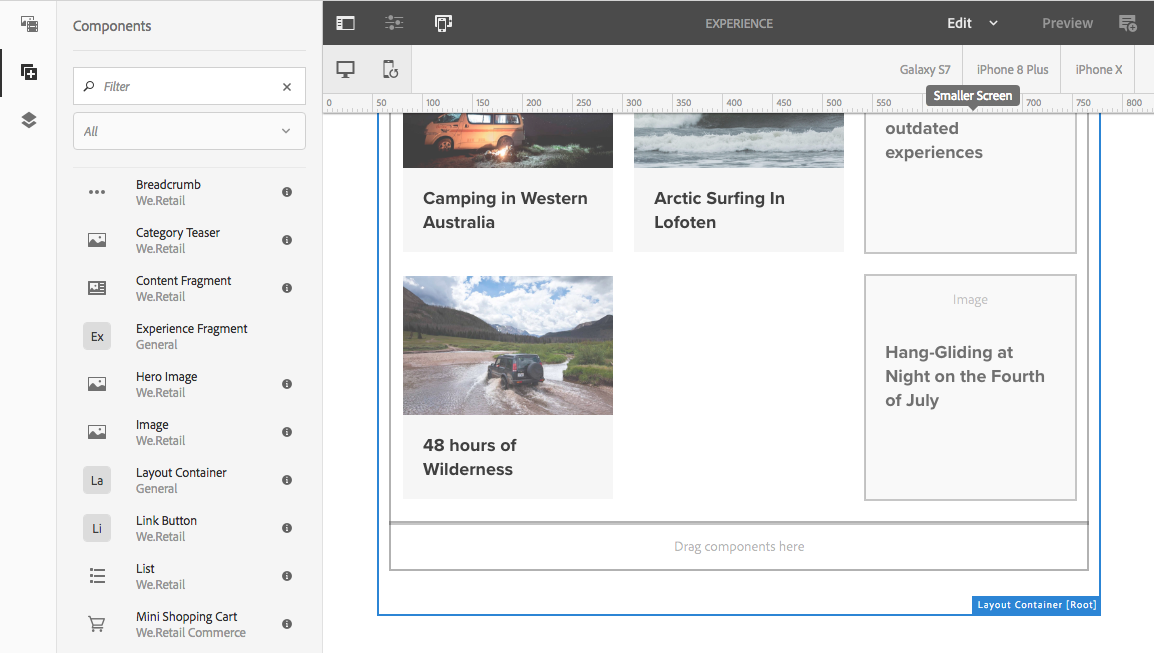 Components
Filter
All
Breadcrumb
We.Retail
Category Teaser
We.Retail
Content Fragment
We.Retail
Ex
Experience Fragment
General
Hero Image
We.Retail
Image
We.Retail
La
Layout Container
General
Li
Link Button
We.Retail
List
We.Retail
Mini Shopping Cart
We.Retail Commerce
EXPERIENCE
Edit
Preview
Galaxy S7
iPhone 8 Plus
iPhone X
0 50 100 150 200 250 300 350 400 450 500 550 700 750 800
Smaller Screen
outdated
experiences
Camping in Western
Australia
Arctic Surfing In
Lofoten
Image
Hang-Gliding at
Night on the Fourth
of July
48 hours of
Wilderness
Drag components here
Layout Container [Root]